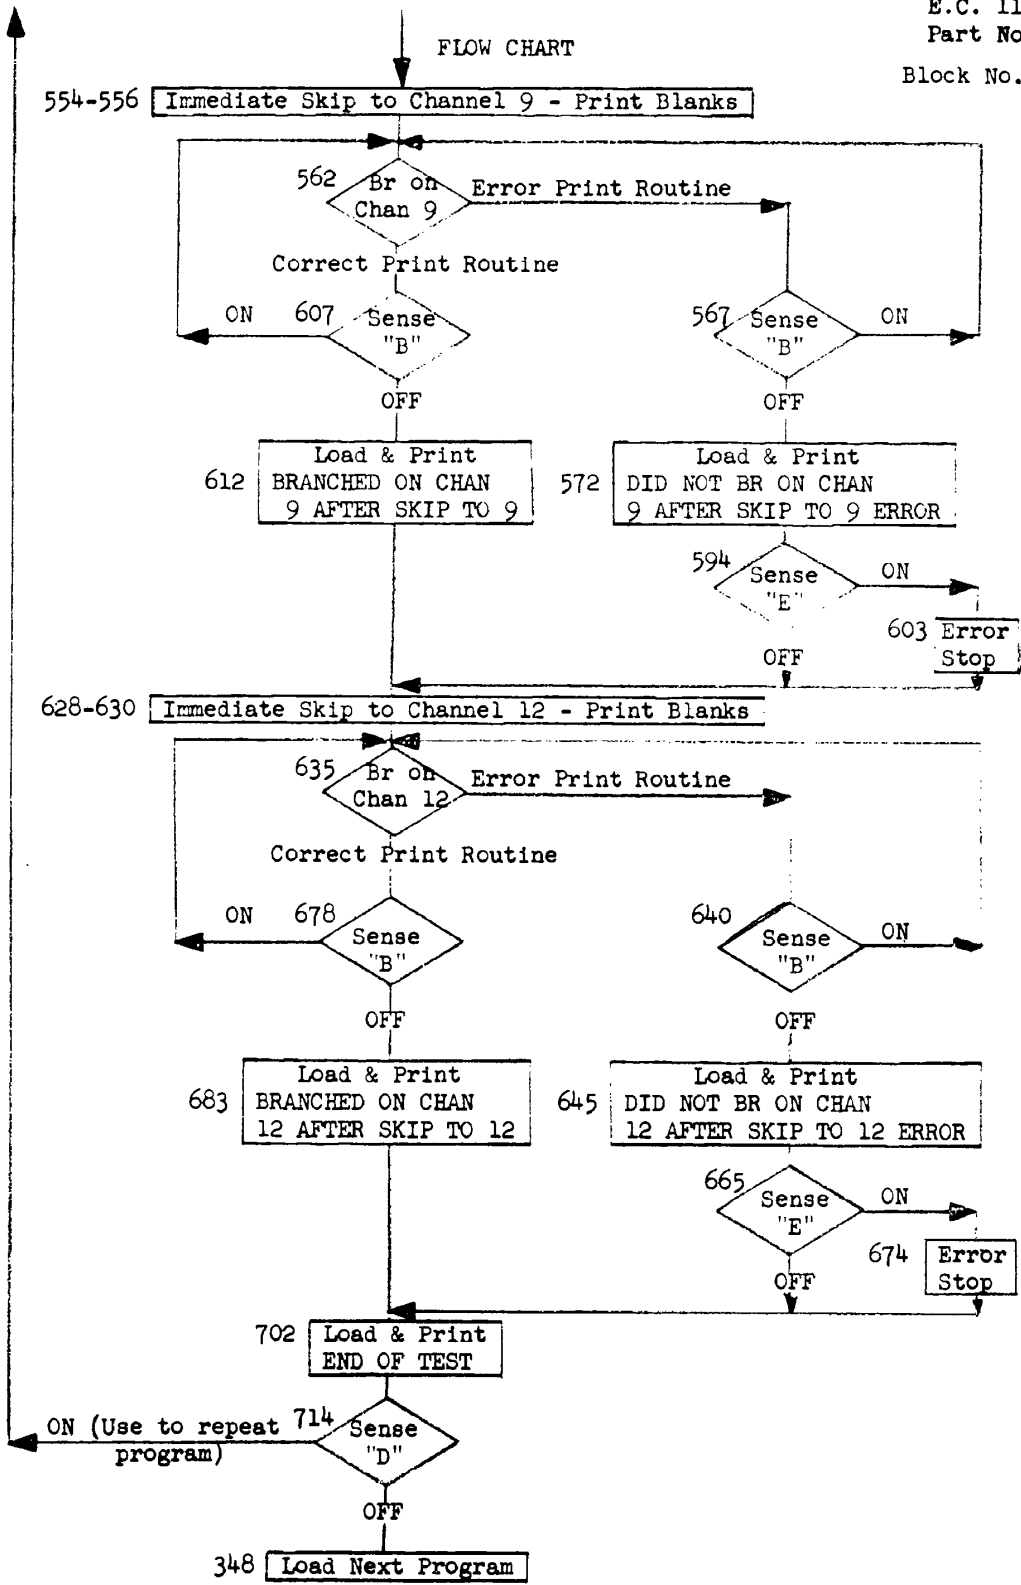 E.C. 11
Part No
FLOW CHART
Block No.
554-556 Immediate Skip to Channel 9 - Print Blanks
562 Br on
Chan 9
Error Print Routine
Correct Print Routine
ON 607 Sense
"B"
567 Sense
"B"
ON
OFF
OFF
612 Load & Print
BRANCHED ON CHAN
9 AFTER SKIP TO 9
572 Load & Print
DID NOT BR ON CHAN
9 AFTER SKIP TO 9 ERROR
594 Sense
"E"
ON
603 Error
Stop
OFF
628-630 Immediate Skip to Channel 12 - Print Blanks
635 Br on
Chan 12
Error Print Routine
Correct Print Routine
ON 678 Sense
"B"
640 Sense
"B"
ON
OFF
OFF
683 Load & Print
BRANCHED ON CHAN
12 AFTER SKIP TO 12
645 Load & Print
DID NOT BR ON CHAN
12 AFTER SKIP TO 12 ERROR
665 Sense
"E"
ON
674 Error
Stop
OFF
702 Load & Print
END OF TEST
ON (Use to repeat
program)
714 Sense
"D"
OFF
348 Load Next Program